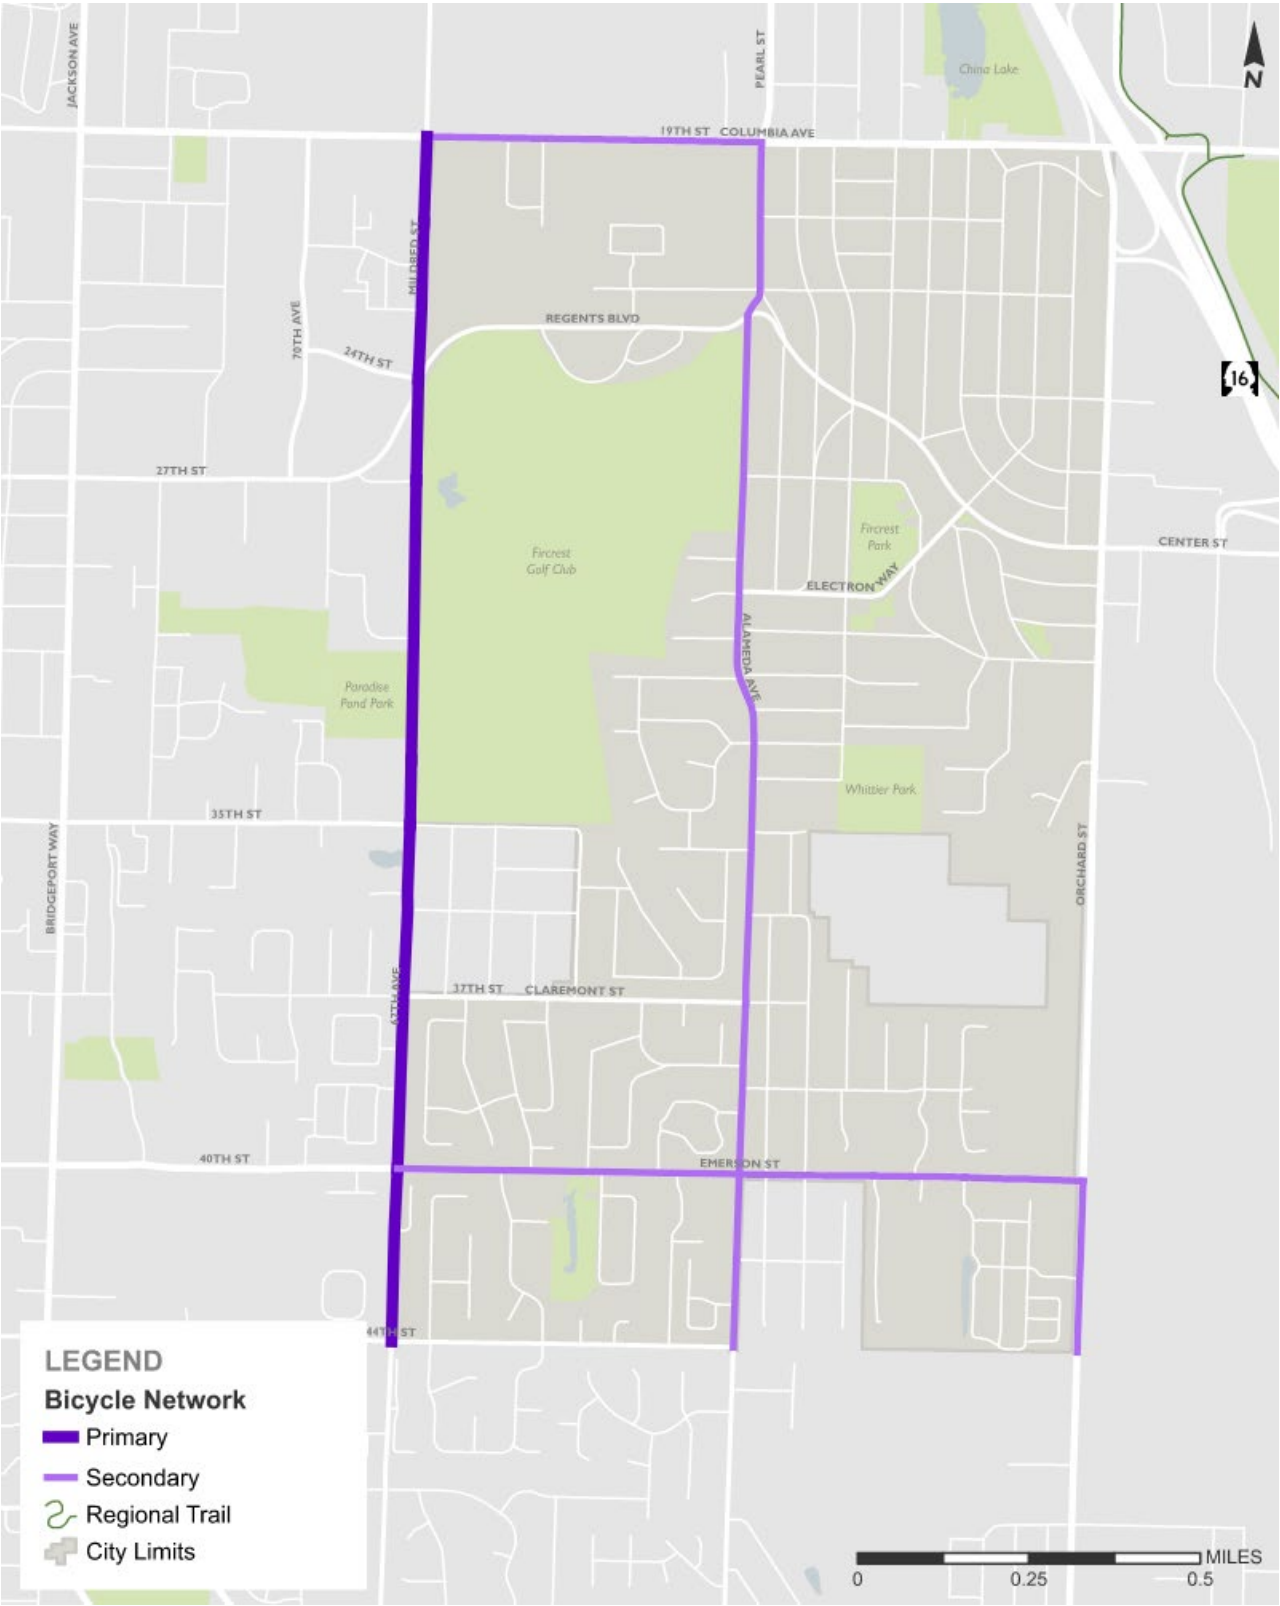 JACKSON AVE
PEARL ST
China Lake
N
19TH ST COLUMBIA AVE
MILDRED ST
REGENTS BLVD
70TH AVE
24TH ST
16
27TH ST
Fircrest
Park
CENTER ST
Fircrest
Golf Club
ELECTRON WAY
ALAMEDA AVE
Paradise
Pond Park
Whittier Park
35TH ST
BRIDGEPORT WAY
ORCHARD ST
67TH AVE
37TH ST CLAREMONT ST
40TH ST
EMERSON ST
44TH ST
LEGEND
Bicycle Network
Primary
Secondary
Regional Trail
City Limits
MILES
0 0.25 0.5